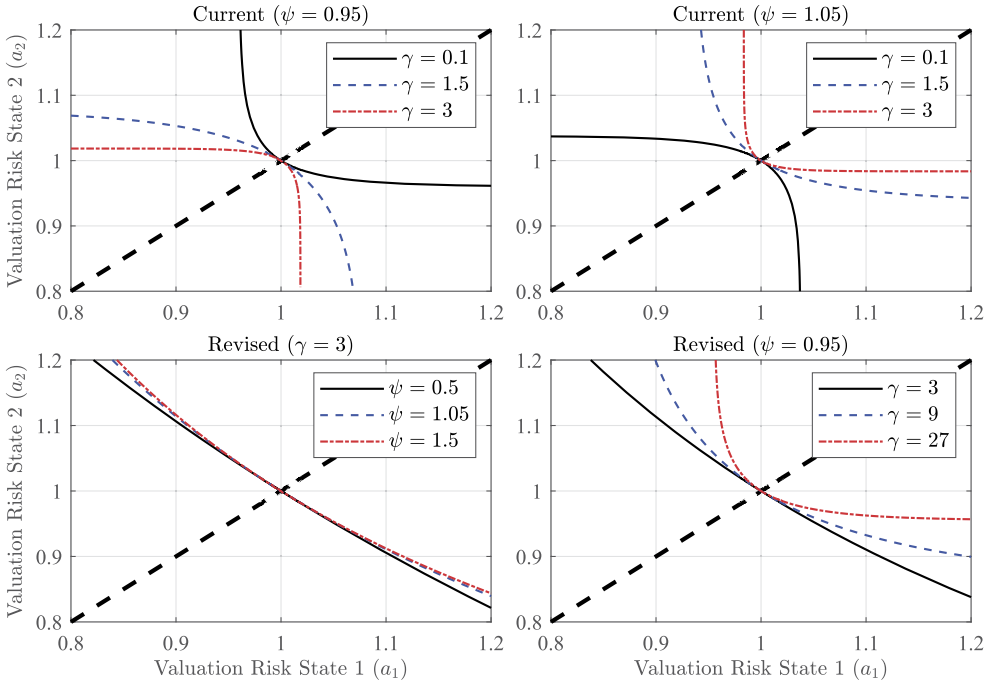 Current (ψ = 0.95)
Valuation Risk State 2 (a₂)
1.2
1.1
1
0.9
0.8
γ = 0.1
γ = 1.5
γ = 3
0.8 0.9 1 1.1 1.2
Current (ψ = 1.05)
1.2
1.1
1
0.9
0.8
γ = 0.1
γ = 1.5
γ = 3
0.8 0.9 1 1.1 1.2
Revised (γ = 3)
Valuation Risk State 2 (a₂)
1.2
1.1
1
0.9
0.8
ψ = 0.5
ψ = 1.05
ψ = 1.5
0.8 0.9 1 1.1 1.2
Valuation Risk State 1 (a₁)
Revised (ψ = 0.95)
1.2
1.1
1
0.9
0.8
γ = 3
γ = 9
γ = 27
0.8 0.9 1 1.1 1.2
Valuation Risk State 1 (a₁)